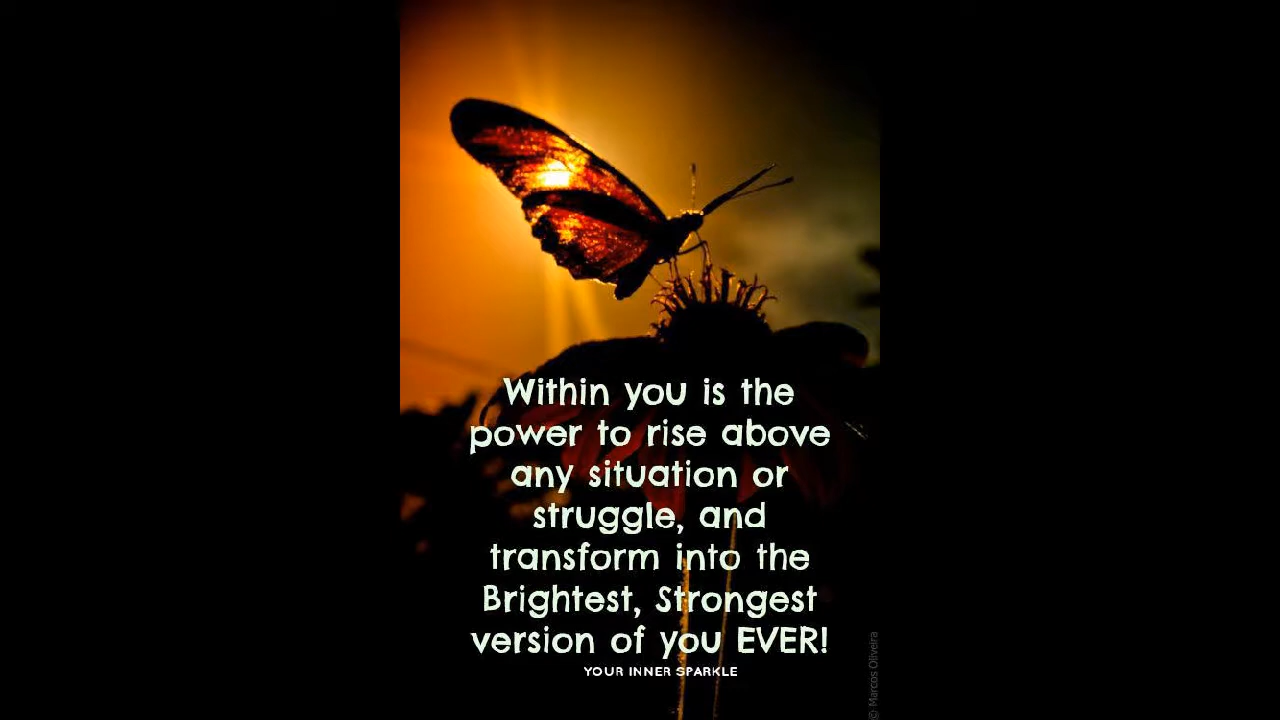 Within you is the
power to rise above
any situation or
struggle, and
transform into the
Brightest, Strongest
version of you EVER!
YOUR INNER SPARKLE
© Marcos Oliveira